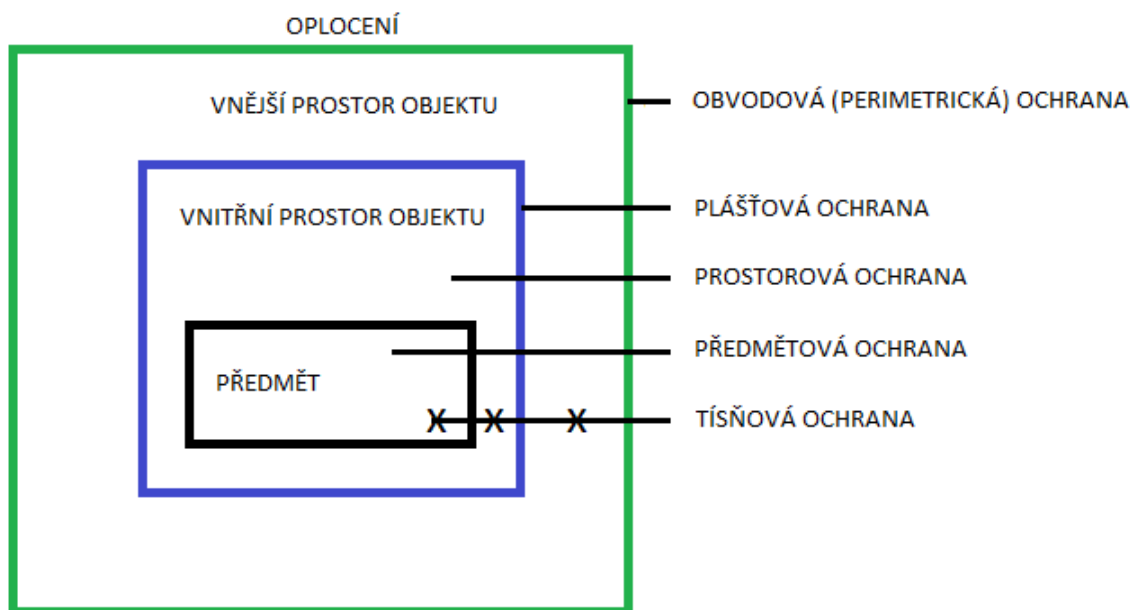 OPLOCENÍ
VNĚJŠÍ PROSTOR OBJEKTU
OBVODOVÁ (PERIMETRICKÁ) OCHRANA
VNITŘNÍ PROSTOR OBJEKTU
PLÁŠŤOVÁ OCHRANA
PROSTOROVÁ OCHRANA
PŘEDMĚTOVÁ OCHRANA
PŘEDMĚT
X X X
TÍSŇOVÁ OCHRANA